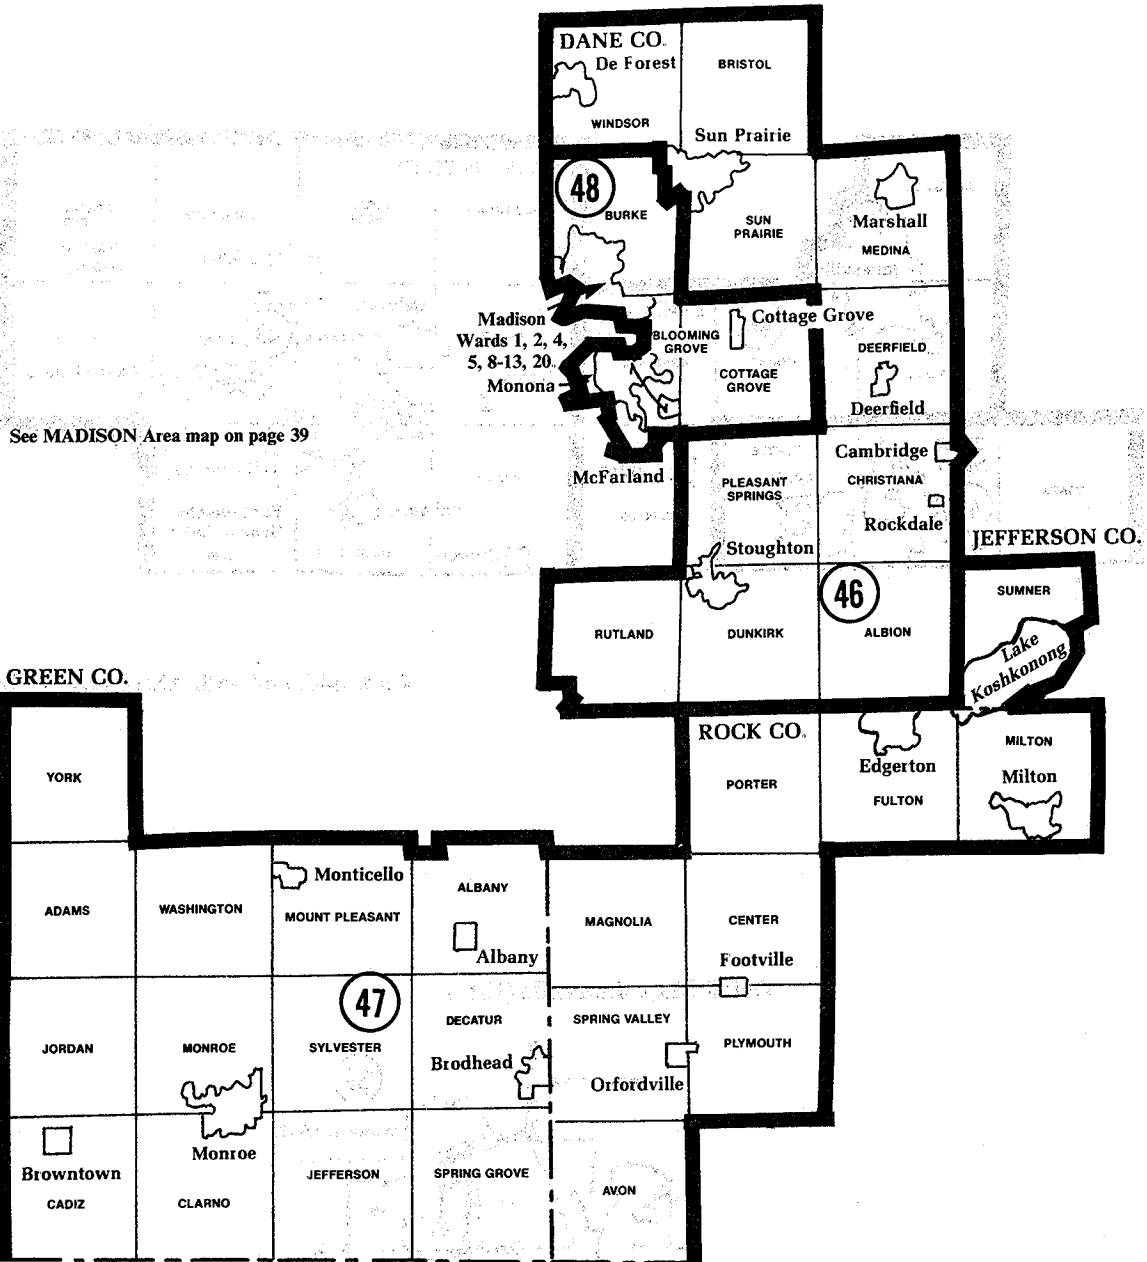 DANE CO.
De Forest
BRISTOL
WINDSOR
Sun Prairie
48
BURKE
SUN
PRAIRIE
Marshall
MEDINA
Madison
Wards 1, 2, 4,
5, 8-13, 20
Monona
BLOOMING
GROVE
Cottage Grove
COTTAGE
GROVE
DEERFIELD
Deerfield
See MADISON Area map on page 39
McFarland
PLEASANT
SPRINGS
Cambridge
CHRISTIANA
Rockdale
JEFFERSON CO.
Stoughton
46
SUMNER
RUTLAND
DUNKIRK
ALBION
Lake
Koshkonong
GREEN CO.
ROCK CO.
YORK
PORTER
Edgerton
FULTON
MILTON
Milton
Monticello
ALBANY
ADAMS
WASHINGTON
MOUNT PLEASANT
MAGNOLIA
CENTER
Albany
Footville
47
DECATUR
SPRING VALLEY
JORDAN
MONROE
SYLVESTER
PLYMOUTH
Brodhead
Orfordville
Monroe
Browntown
JEFFERSON
SPRING GROVE
CADIZ
CLARNO
AVON